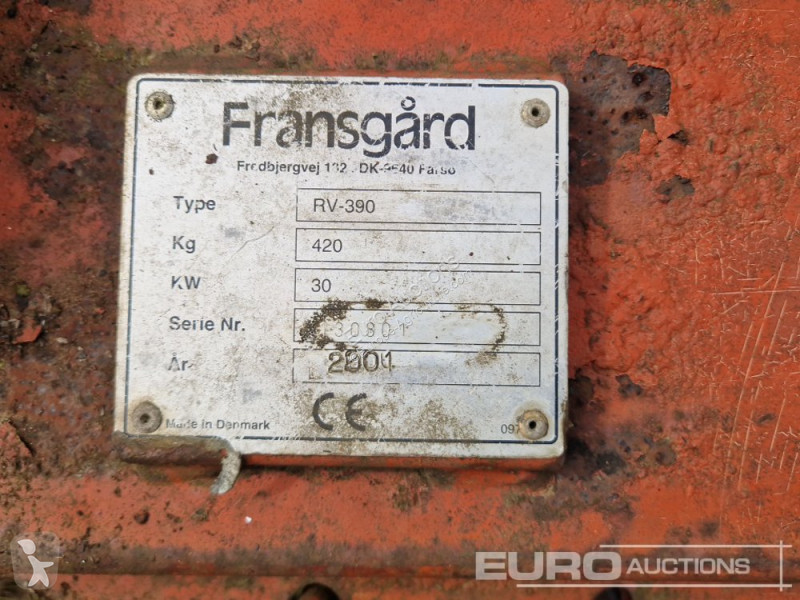 Fransgård
Fredbjergvej 132 . DK-9640 Farsø
Type RV-390
Kg 420
KW 30
Serie Nr. 30801
År 2001
CE
Made in Denmark
EURO AUCTIONS